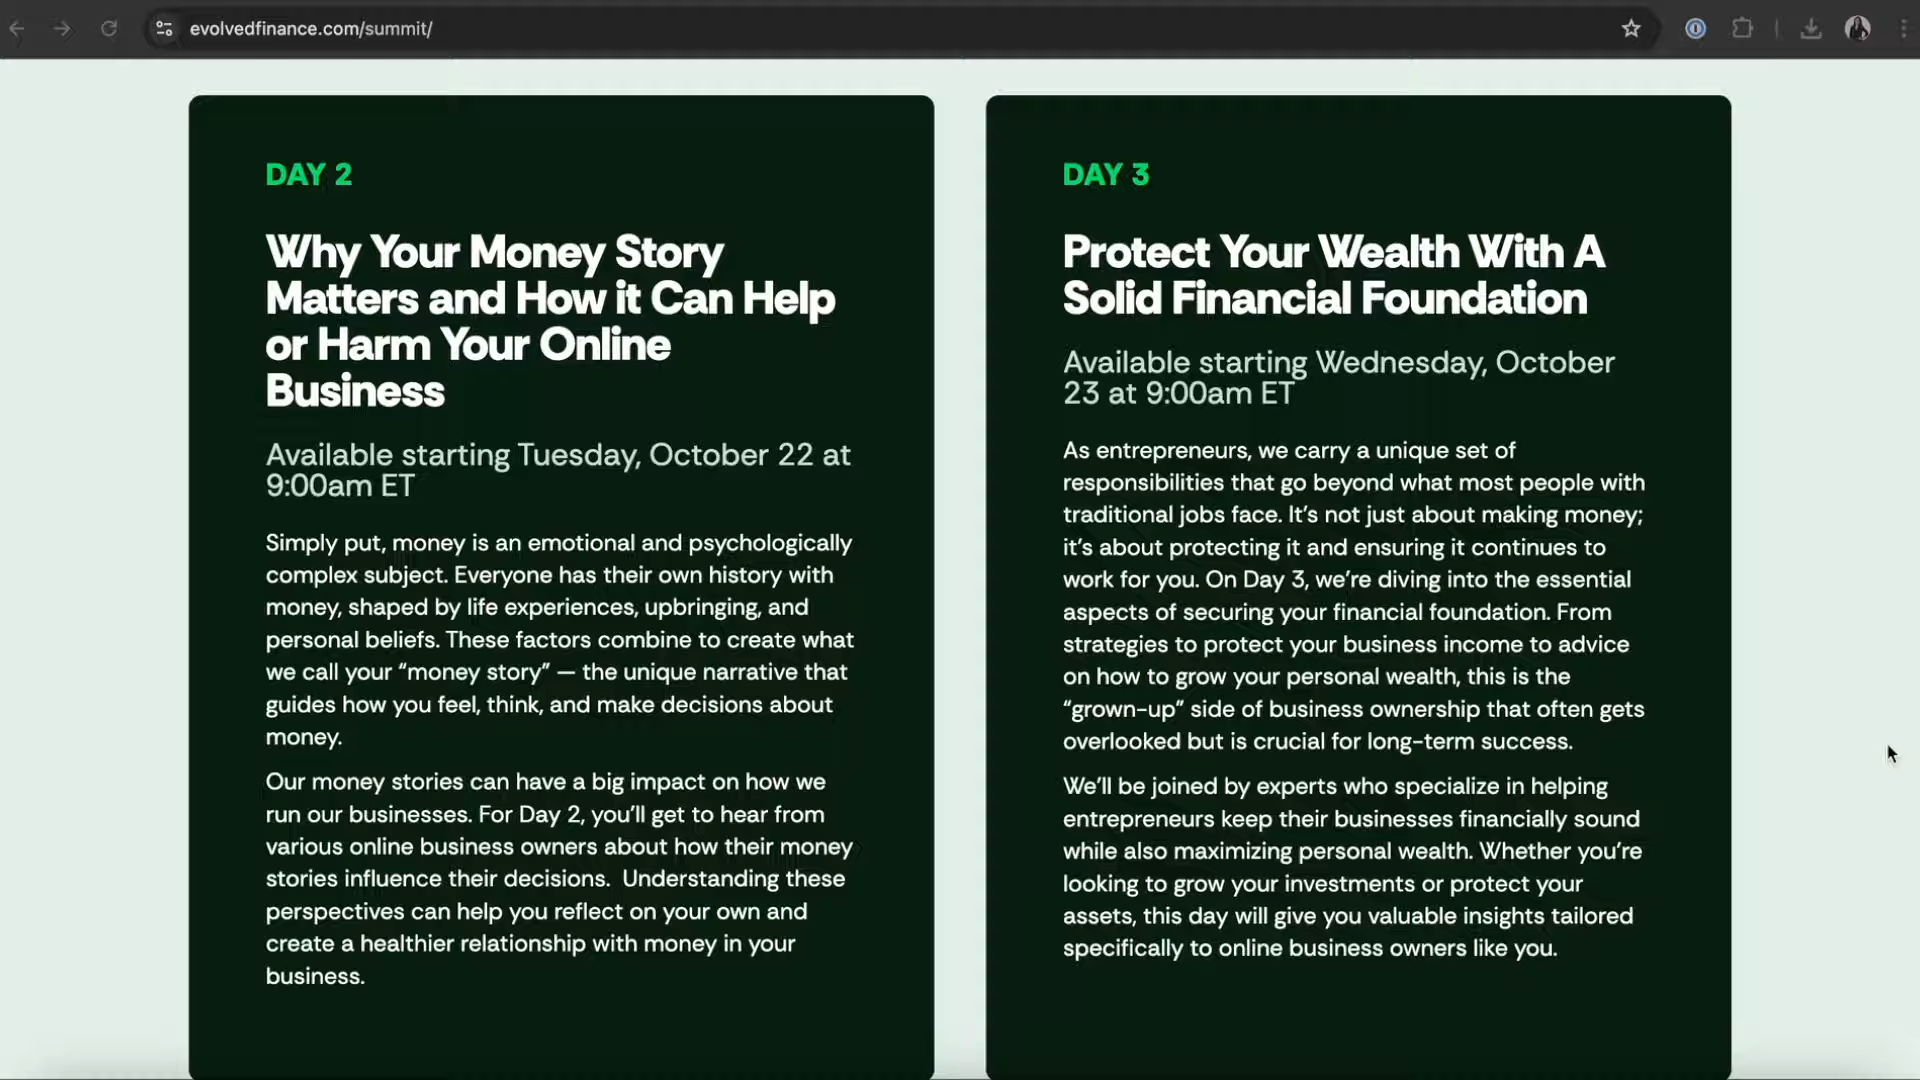 evolvedfinance.com/summit/
DAY 2
Why Your Money Story
Matters and How it Can Help
or Harm Your Online
Business
Available starting Tuesday, October 22 at
9:00am ET
Simply put, money is an emotional and psychologically
complex subject. Everyone has their own history with
money, shaped by life experiences, upbringing, and
personal beliefs. These factors combine to create what
we call your “money story” — the unique narrative that
guides how you feel, think, and make decisions about
money.
Our money stories can have a big impact on how we
run our businesses. For Day 2, you’ll get to hear from
various online business owners about how their money
stories influence their decisions.  Understanding these
perspectives can help you reflect on your own and
create a healthier relationship with money in your
business.
DAY 3
Protect Your Wealth With A
Solid Financial Foundation
Available starting Wednesday, October
23 at 9:00am ET
As entrepreneurs, we carry a unique set of
responsibilities that go beyond what most people with
traditional jobs face. It’s not just about making money;
it’s about protecting it and ensuring it continues to
work for you. On Day 3, we’re diving into the essential
aspects of securing your financial foundation. From
strategies to protect your business income to advice
on how to grow your personal wealth, this is the
“grown-up” side of business ownership that often gets
overlooked but is crucial for long-term success.
We’ll be joined by experts who specialize in helping
entrepreneurs keep their businesses financially sound
while also maximizing personal wealth. Whether you’re
looking to grow your investments or protect your
assets, this day will give you valuable insights tailored
specifically to online business owners like you.